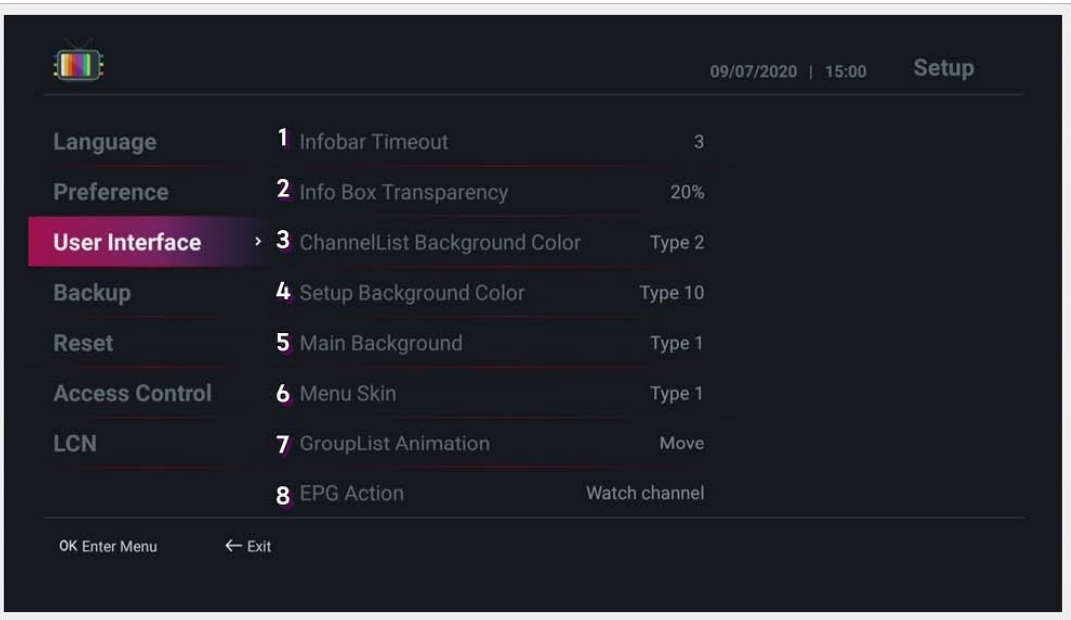 09/07/2020 | 15:00 Setup
Language
Preference
User Interface ›
Backup
Reset
Access Control
LCN
1 Infobar Timeout 3
2 Info Box Transparency 20%
3 ChannelList Background Color Type 2
4 Setup Background Color Type 10
5 Main Background Type 1
6 Menu Skin Type 1
7 GroupList Animation Move
8 EPG Action Watch channel
OK Enter Menu ← Exit